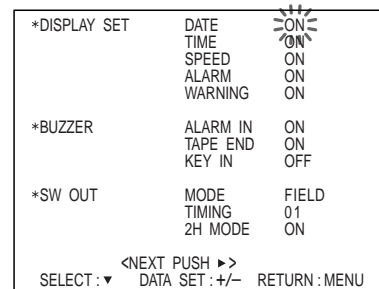 *DISPLAY SET DATE ON
TIME ON
SPEED ON
ALARM ON
WARNING ON
*BUZZER ALARM IN ON
TAPE END ON
KEY IN OFF
*SW OUT MODE FIELD
TIMING 01
2H MODE ON
<NEXT PUSH ►>
SELECT : ▼ DATA SET : +/– RETURN : MENU